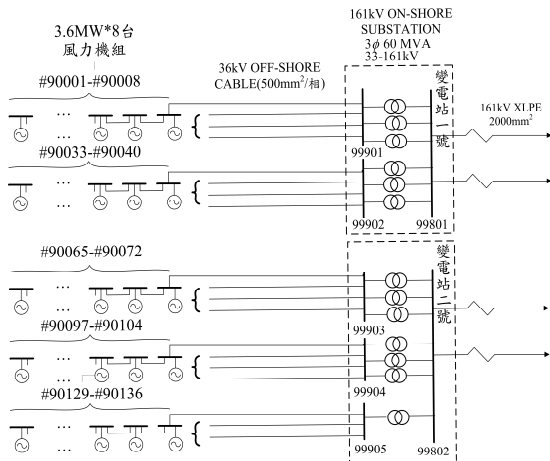 161kV ON-SHORE
SUBSTATION
3φ 60 MVA
33-161kV
3.6MW*8台
風力機組
#90001-#90008
36kV OFF-SHORE
CABLE(500mm²/相)
變電站一號
161kV XLPE
2000mm²
...
99901
#90033-#90040
...
...
99902
99801
#90065-#90072
變電站二號
...
99903
#90097-#90104
...
...
99904
#90129-#90136
...
...
99905
99802